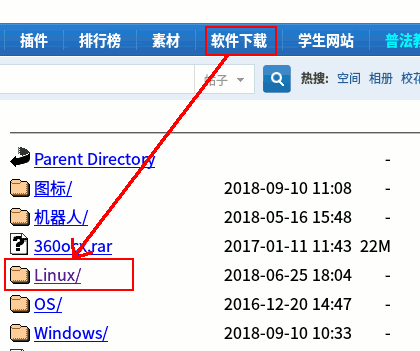 插件 排行榜 素材 软件下载 学生网站 普法教
帖子 热搜: 空间 相册 校花
Parent Directory -
图标/ 2018-09-10 11:08 -
机器人/ 2018-05-16 15:48 -
360ocx.rar 2017-01-11 11:43 22M
Linux/ 2018-06-25 18:04 -
OS/ 2016-12-20 14:47 -
Windows/ 2018-09-10 10:33 -